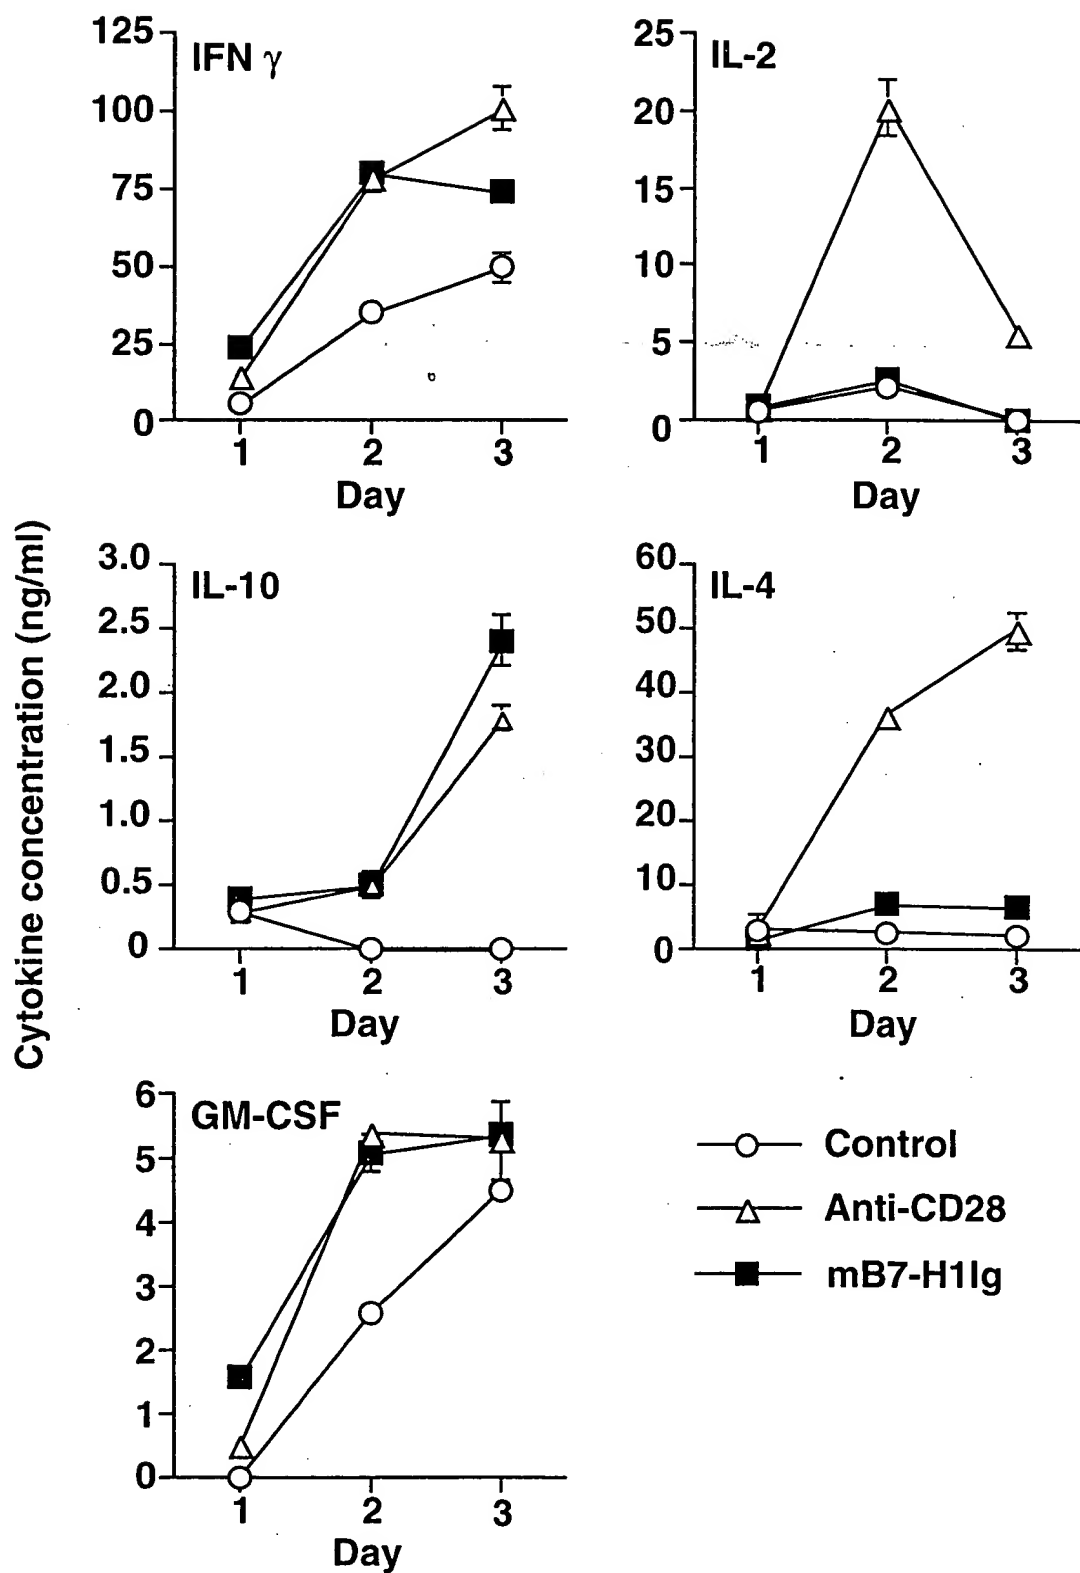 Cytokine concentration (ng/ml)
IFN γ
125
100
75
50
25
0
1 2 3
Day
IL-2
25
20
15
10
5
0
1 2 3
Day
IL-10
3.0
2.5
2.0
1.5
1.0
0.5
0
1 2 3
Day
IL-4
60
50
40
30
20
10
0
1 2 3
Day
GM-CSF
6
5
4
3
2
1
0
1 2 3
Day
Control
Anti-CD28
mB7-H1Ig